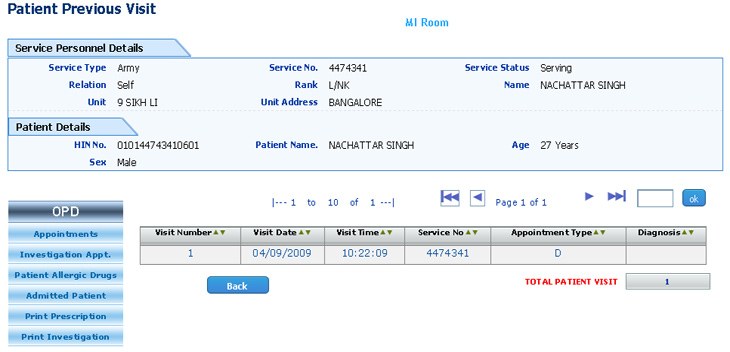 Patient Previous Visit
MI Room
Service Personnel Details
Service Type Army Service No. 4474341 Service Status Serving
Relation Self Rank L/NK Name NACHATTAR SINGH
Unit 9 SIKH LI Unit Address BANGALORE
Patient Details
HIN No. 010144743410601 Patient Name. NACHATTAR SINGH Age 27 Years
Sex Male
|--- 1 to 10 of 1 ---| Page 1 of 1 ok
OPD
Appointments
Investigation Appt.
Patient Allergic Drugs
Admitted Patient
Print Prescription
Print Investigation
Visit Number Visit Date Visit Time Service No Appointment Type Diagnosis
1 04/09/2009 10:22:09 4474341 D
Back TOTAL PATIENT VISIT 1